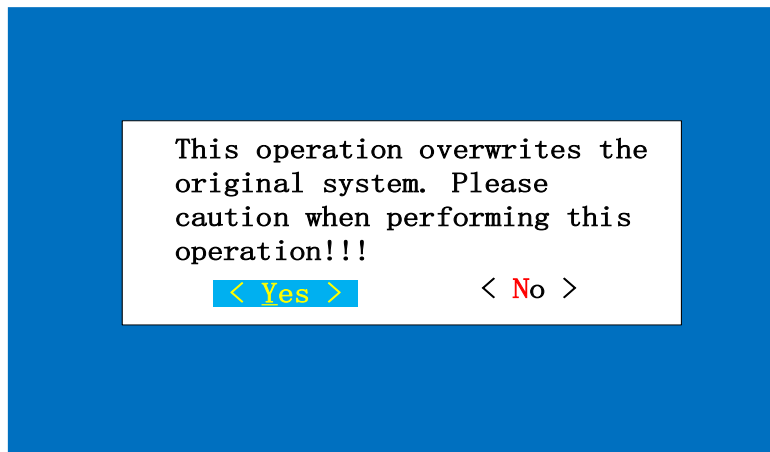 This operation overwrites the
original system. Please
caution when performing this
operation!!!
< Yes > < No >